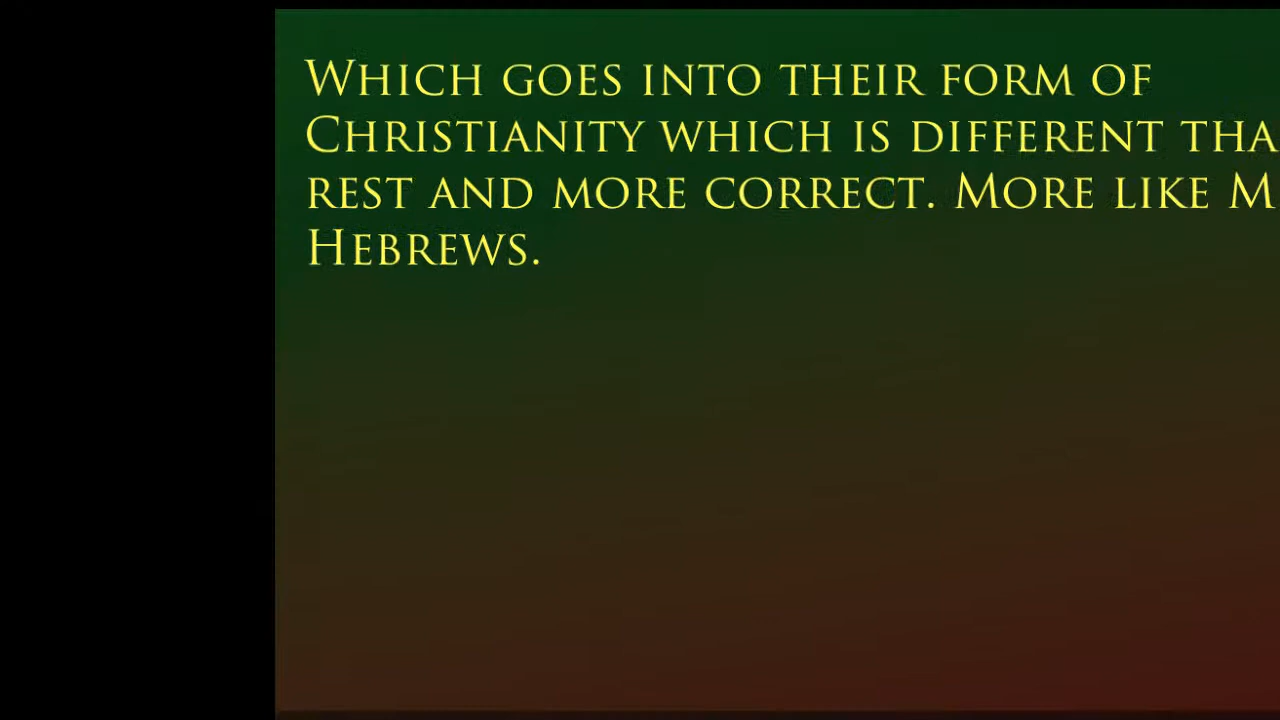 Which goes into their form of
Christianity which is different tha
rest and more correct. More like M
Hebrews.